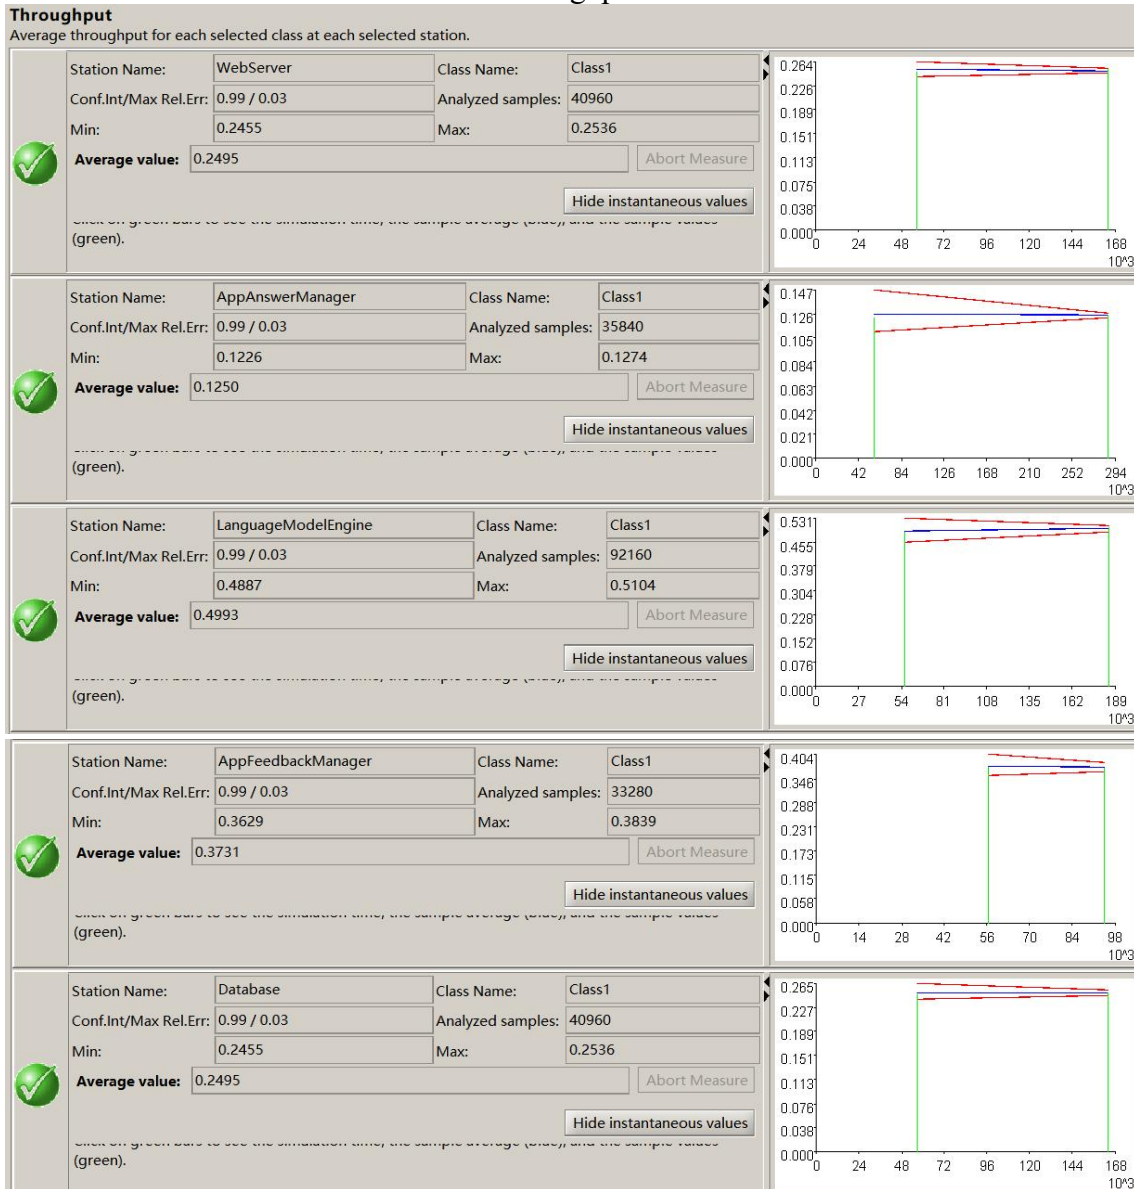 Throughput
Average throughput for each selected class at each selected station.
Station Name: WebServer Class Name: Class1
Conf.Int/Max Rel.Err: 0.99 / 0.03 Analyzed samples: 40960
Min: 0.2455 Max: 0.2536
Average value: 0.2495 Abort Measure
Hide instantaneous values
(green).
0.264
0.226
0.189
0.151
0.113
0.075
0.038
0.000
0 24 48 72 96 120 144 168
10^3
Station Name: AppAnswerManager Class Name: Class1
Conf.Int/Max Rel.Err: 0.99 / 0.03 Analyzed samples: 35840
Min: 0.1226 Max: 0.1274
Average value: 0.1250 Abort Measure
Hide instantaneous values
(green).
0.147
0.126
0.105
0.084
0.063
0.042
0.021
0.000
0 42 84 126 168 210 252 294
10^3
Station Name: LanguageModelEngine Class Name: Class1
Conf.Int/Max Rel.Err: 0.99 / 0.03 Analyzed samples: 92160
Min: 0.4887 Max: 0.5104
Average value: 0.4993 Abort Measure
Hide instantaneous values
(green).
0.531
0.455
0.379
0.304
0.228
0.152
0.076
0.000
0 27 54 81 108 135 162 189
10^3
Station Name: AppFeedbackManager Class Name: Class1
Conf.Int/Max Rel.Err: 0.99 / 0.03 Analyzed samples: 33280
Min: 0.3629 Max: 0.3839
Average value: 0.3731 Abort Measure
Hide instantaneous values
(green).
0.404
0.346
0.288
0.231
0.173
0.115
0.058
0.000
0 14 28 42 56 70 84 98
10^3
Station Name: Database Class Name: Class1
Conf.Int/Max Rel.Err: 0.99 / 0.03 Analyzed samples: 40960
Min: 0.2455 Max: 0.2536
Average value: 0.2495 Abort Measure
Hide instantaneous values
(green).
0.265
0.227
0.189
0.151
0.113
0.076
0.038
0.000
0 24 48 72 96 120 144 168
10^3